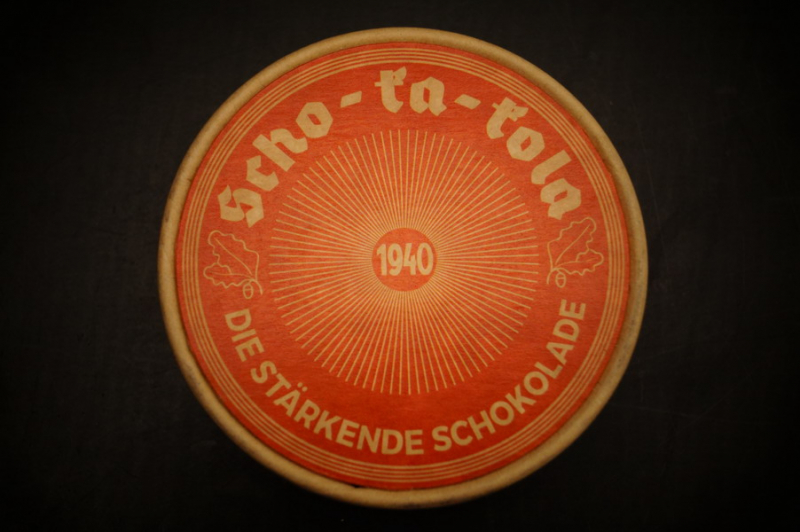 Scho-ka-kola
1940
DIE STÄRKENDE SCHOKOLADE